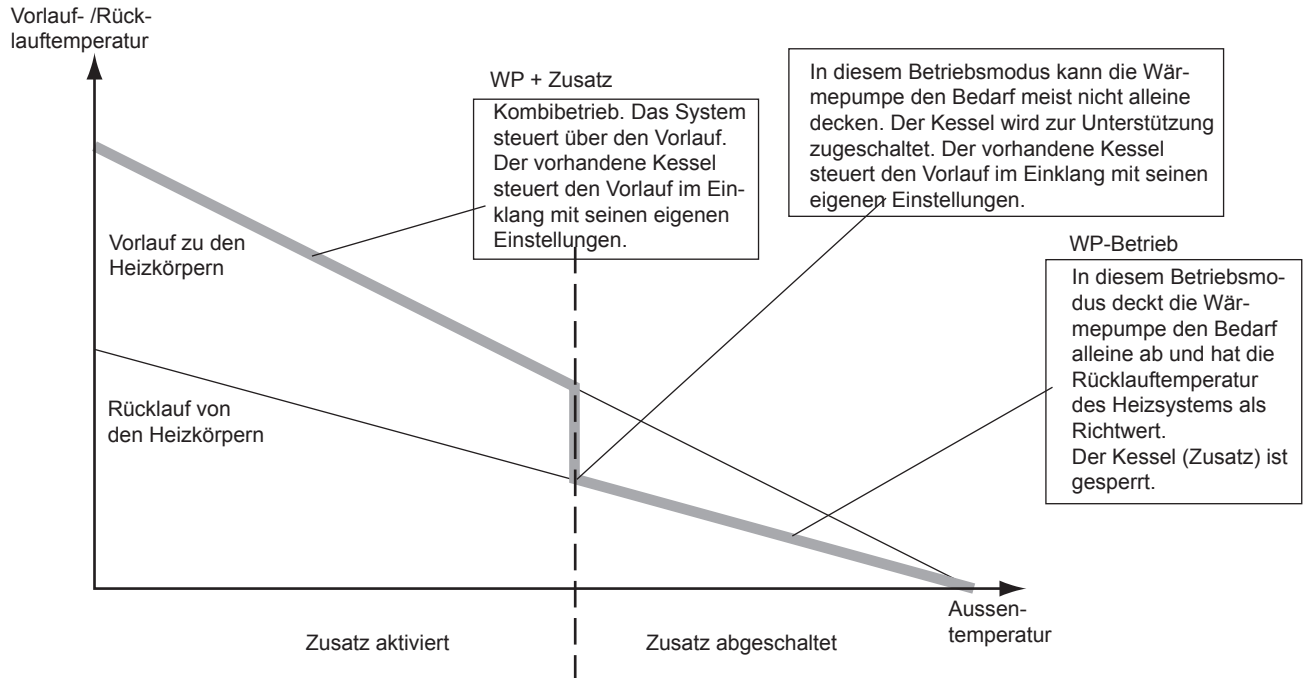 Vorlauf- /Rück-
lauftemperatur
WP + Zusatz
Kombibetrieb. Das System
steuert über den Vorlauf.
Der vorhandene Kessel
steuert den Vorlauf im Ein-
klang mit seinen eigenen
Einstellungen.
In diesem Betriebsmodus kann die Wär-
mepumpe den Bedarf meist nicht alleine
decken. Der Kessel wird zur Unterstützung
zugeschaltet. Der vorhandene Kessel
steuert den Vorlauf im Einklang mit seinen
eigenen Einstellungen.
WP-Betrieb
In diesem Betriebsmo-
dus deckt die Wär-
mepumpe den Bedarf
alleine ab und hat die
Rücklauftemperatur
des Heizsystems als
Richtwert.
Der Kessel (Zusatz) ist
gesperrt.
Vorlauf zu den
Heizkörpern
Rücklauf von
den Heizkörpern
Aussen-
temperatur
Zusatz aktiviert
Zusatz abgeschaltet